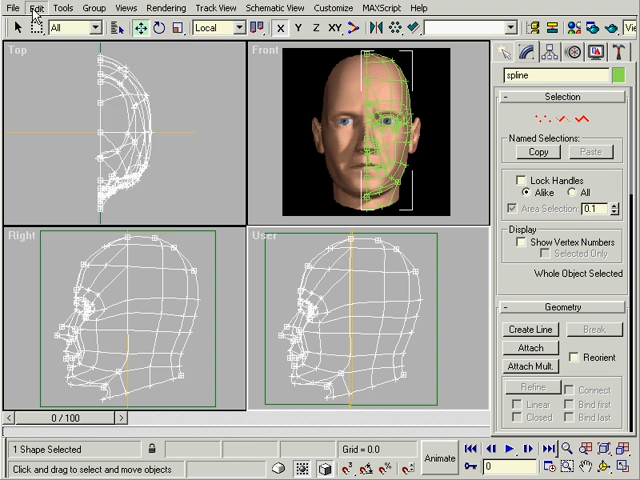 File Edit Tools Group Views Rendering Track View Schematic View Customize MAXScript Help
All Local X Y Z
Top
Front
Right
User
spline
- Selection
Named Selections:
Copy Paste
Lock Handles
Alike All
Area Selection: 0.1
Display
Show Vertex Numbers
Selected Only
Whole Object Selected
- Geometry
Create Line Break
Attach Reorient
Attach Mult.
Refine Connect
Linear Bind first
Closed Bind last
< 0 / 100 >
1 Shape Selected Grid = 0.0
Animate
Click and drag to select and move objects
0